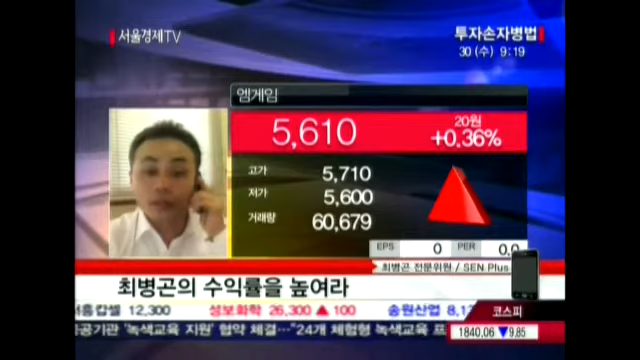 서울경제TV
투자손자병법
30 (수) 9:19
엠게임
5,610
20원
+0.36%
고가 5,710
저가 5,600
거래량 60,679
EPS 0 PER 0.0
최병곤 전문위원 / SEN Plus
최병곤의 수익률을 높여라
12,300 성보화학 26,300 ▲ 100 송원산업
코스피
'녹색교육 지원' 협약 체결..."24개 체험형 녹색교육
1840.06 ▼9.85